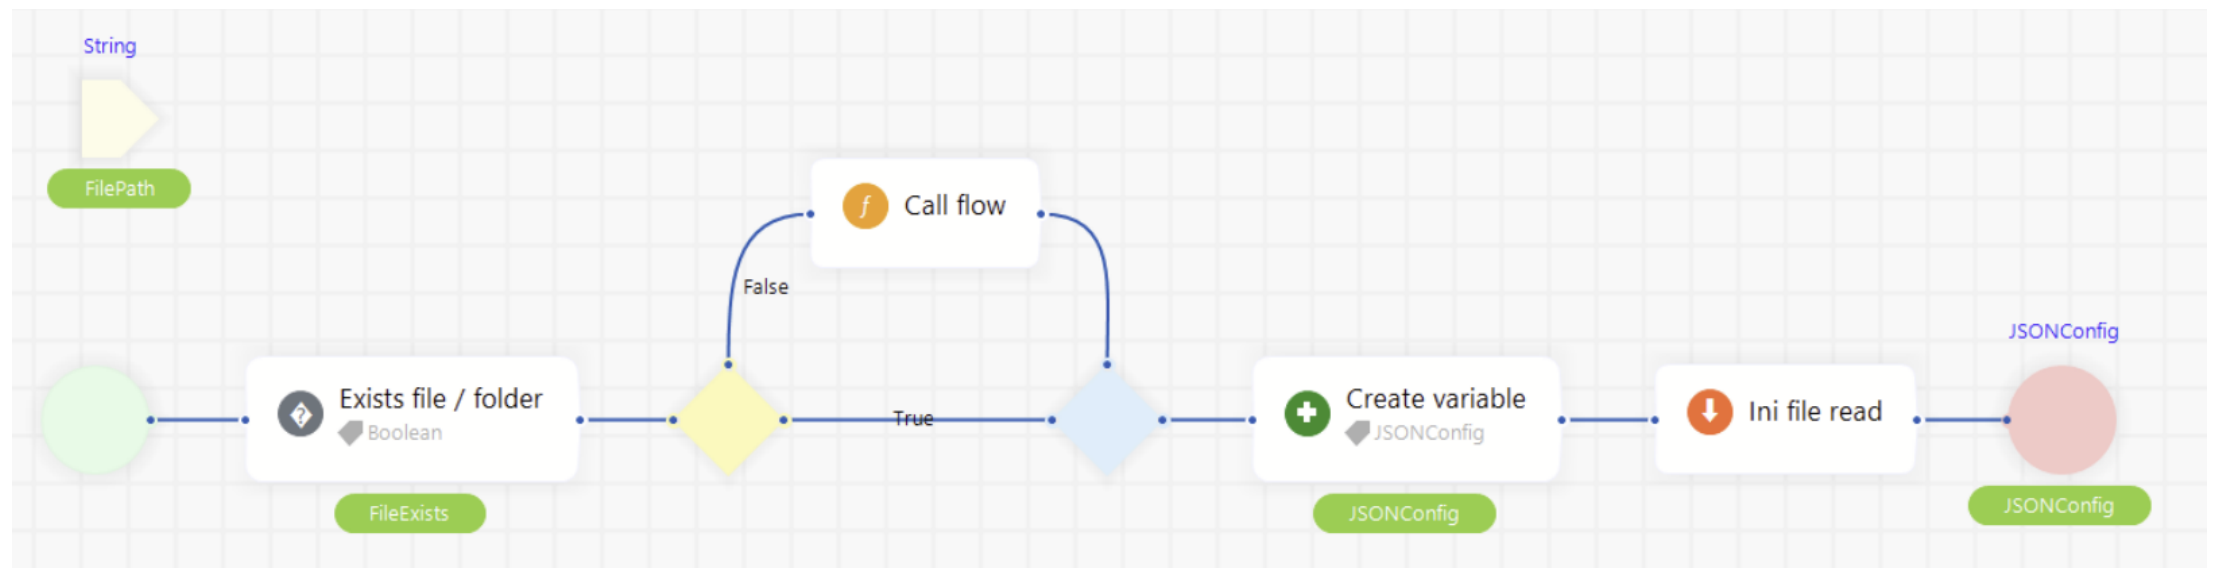 String
FilePath
Call flow
False
JSONConfig
Exists file / folder
Boolean
True
Create variable
JSONConfig
Ini file read
FileExists
JSONConfig
JSONConfig